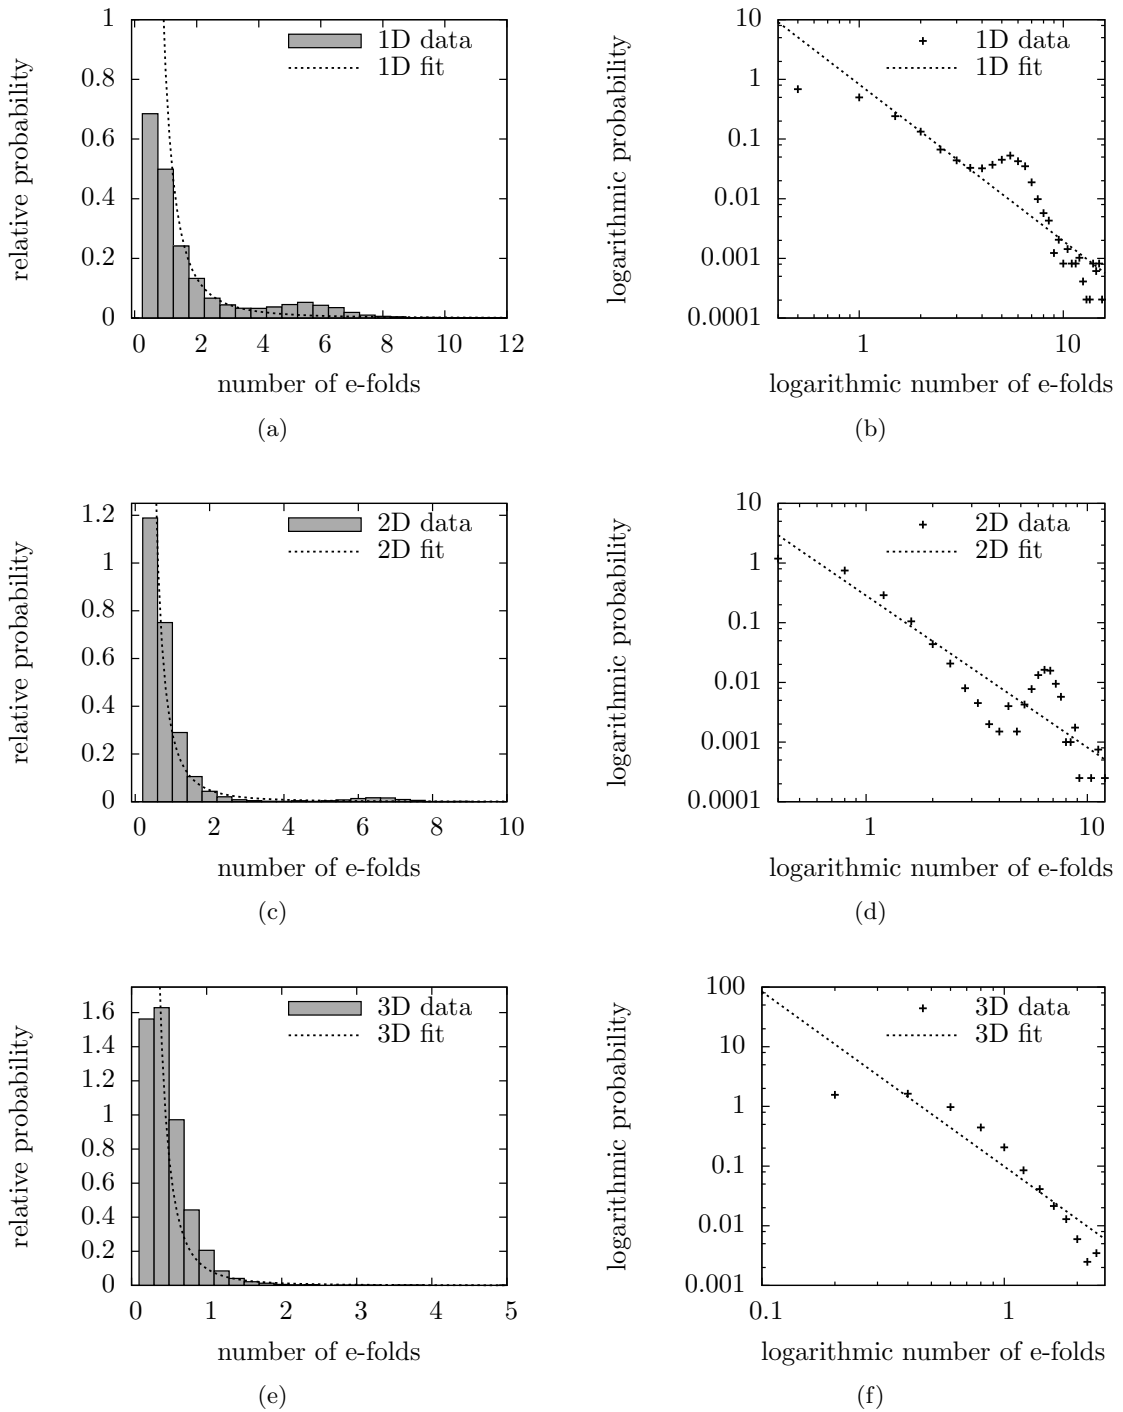 1
0.8
0.6
0.4
0.2
0
0 2 4 6 8 10 12
relative probability
number of e-folds
1D data
1D fit
(a)
10
1
0.1
0.01
0.001
0.0001
1 10
logarithmic probability
logarithmic number of e-folds
1D data
1D fit
(b)
1.2
1
0.8
0.6
0.4
0.2
0
0 2 4 6 8 10
relative probability
number of e-folds
2D data
2D fit
(c)
10
1
0.1
0.01
0.001
0.0001
1 10
logarithmic probability
logarithmic number of e-folds
2D data
2D fit
(d)
1.6
1.4
1.2
1
0.8
0.6
0.4
0.2
0
0 1 2 3 4 5
relative probability
number of e-folds
3D data
3D fit
(e)
100
10
1
0.1
0.01
0.001
0.1 1
logarithmic probability
logarithmic number of e-folds
3D data
3D fit
(f)